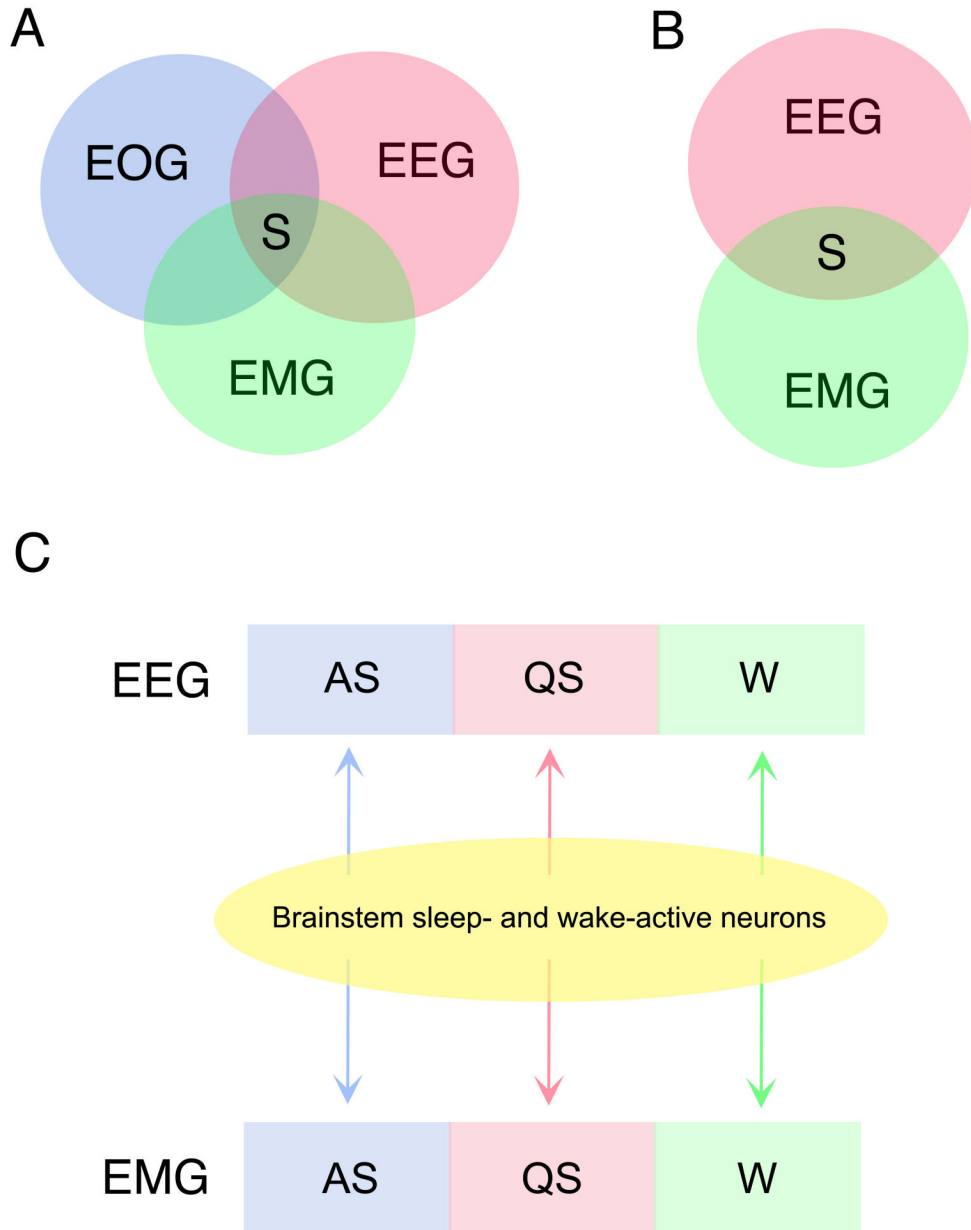 A
EOG
EEG
S
EMG
B
EEG
S
EMG
C
EEG
AS
QS
W
Brainstem sleep- and wake-active neurons
EMG
AS
QS
W